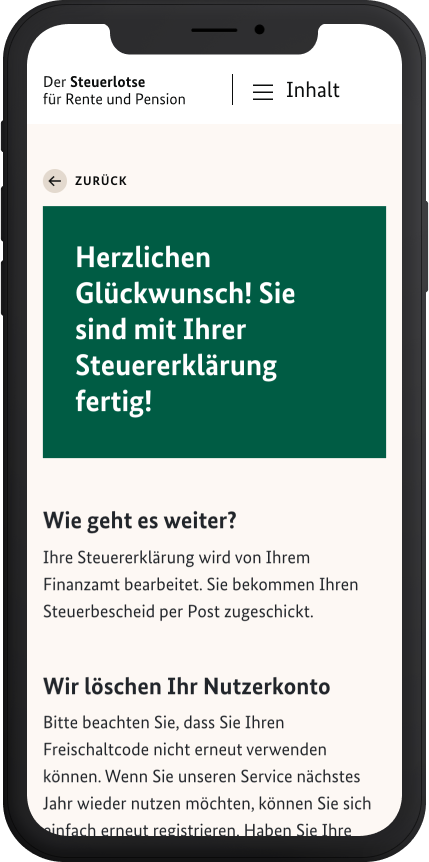 Der Steuerlotse
für Rente und Pension
Inhalt
ZURÜCK
Herzlichen
Glückwunsch! Sie
sind mit Ihrer
Steuererklärung
fertig!
Wie geht es weiter?
Ihre Steuererklärung wird von Ihrem
Finanzamt bearbeitet. Sie bekommen Ihren
Steuerbescheid per Post zugeschickt.
Wir löschen Ihr Nutzerkonto
Bitte beachten Sie, dass Sie Ihren
Freischaltcode nicht erneut verwenden
können. Wenn Sie unseren Service nächstes
Jahr wieder nutzen möchten, können Sie sich
einfach erneut registrieren. Haben Sie Ihre